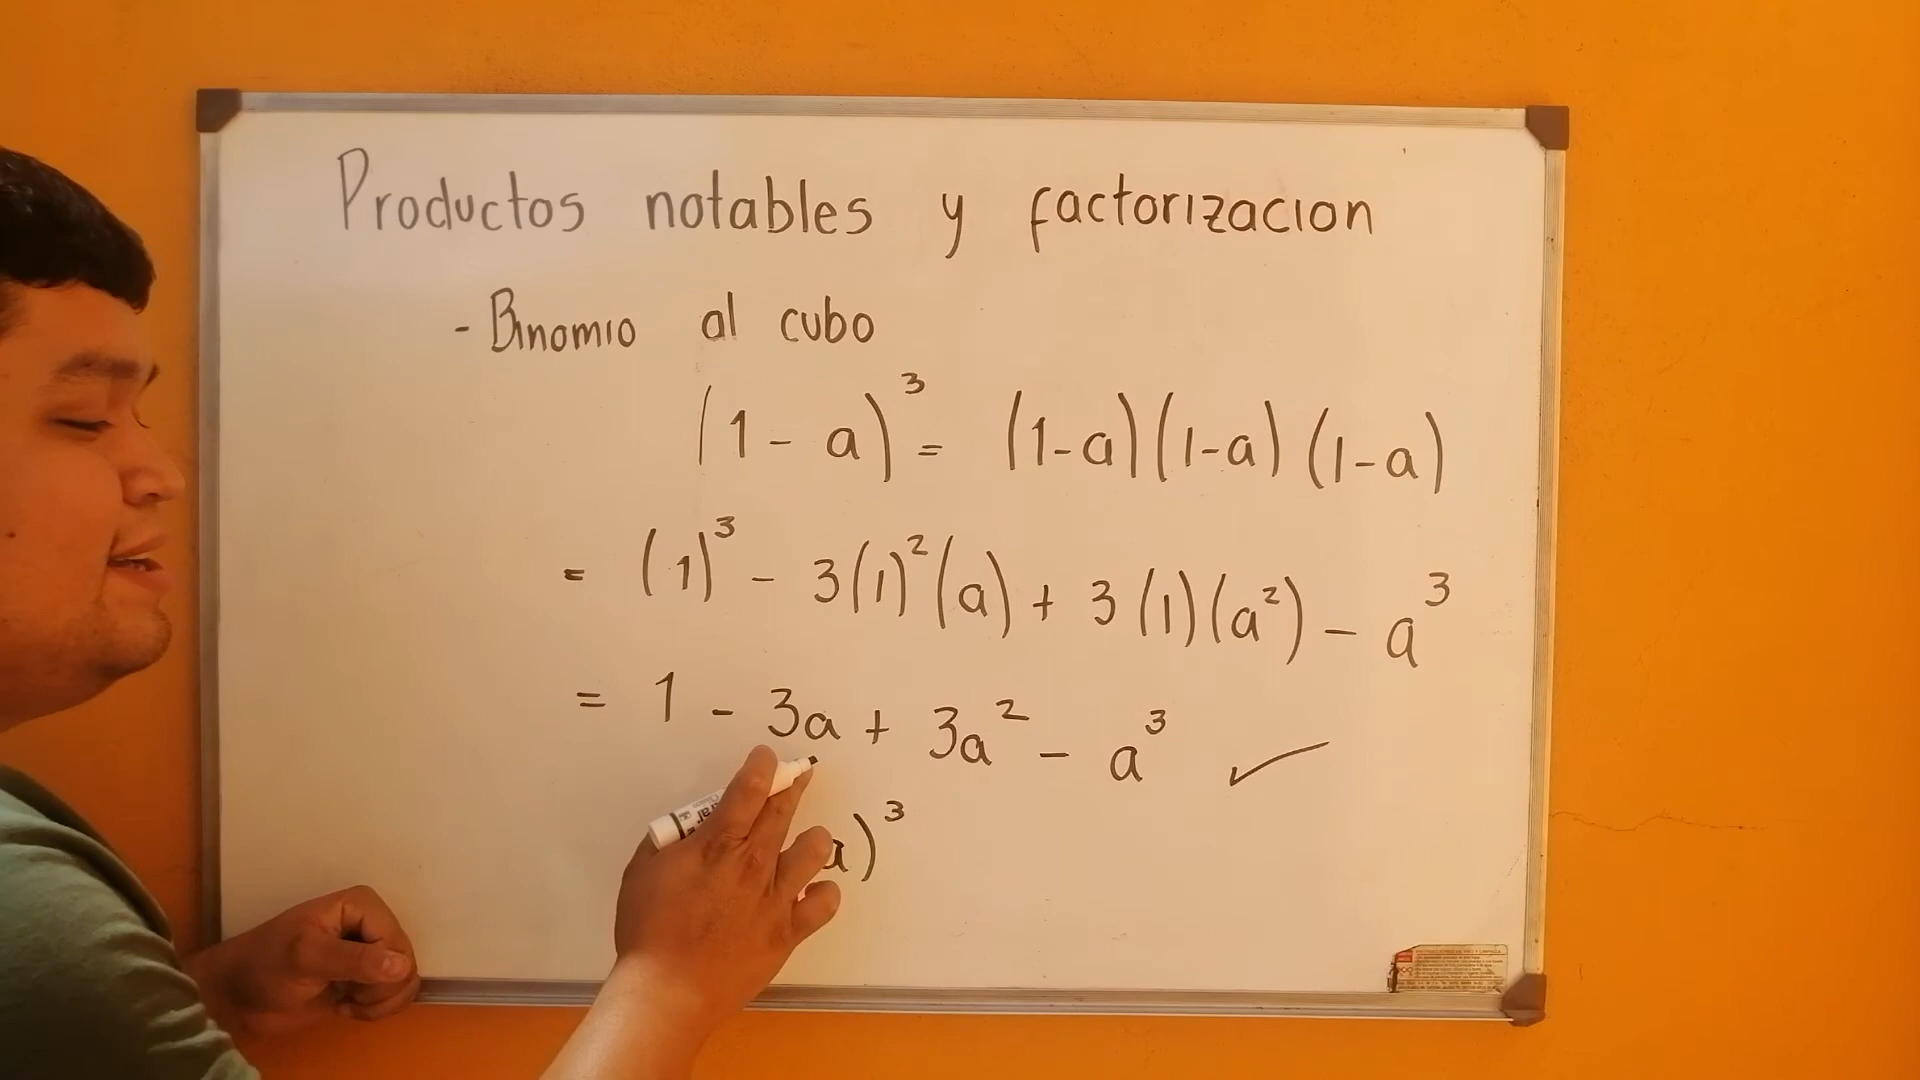 Productos notables y factorizacion
- Binomio al cubo
(1 - a)³ = (1-a)(1-a)(1-a)
= (1)³ - 3(1)²(a) + 3(1)(a²) - a³
= 1 - 3a + 3a² - a³ ✓
a)³